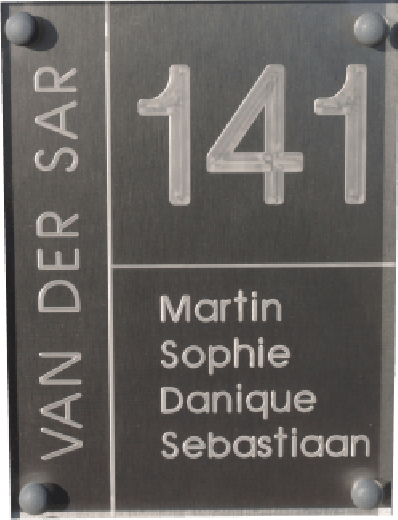 VAN DER SAR
141
Martin
Sophie
Danique
Sebastiaan